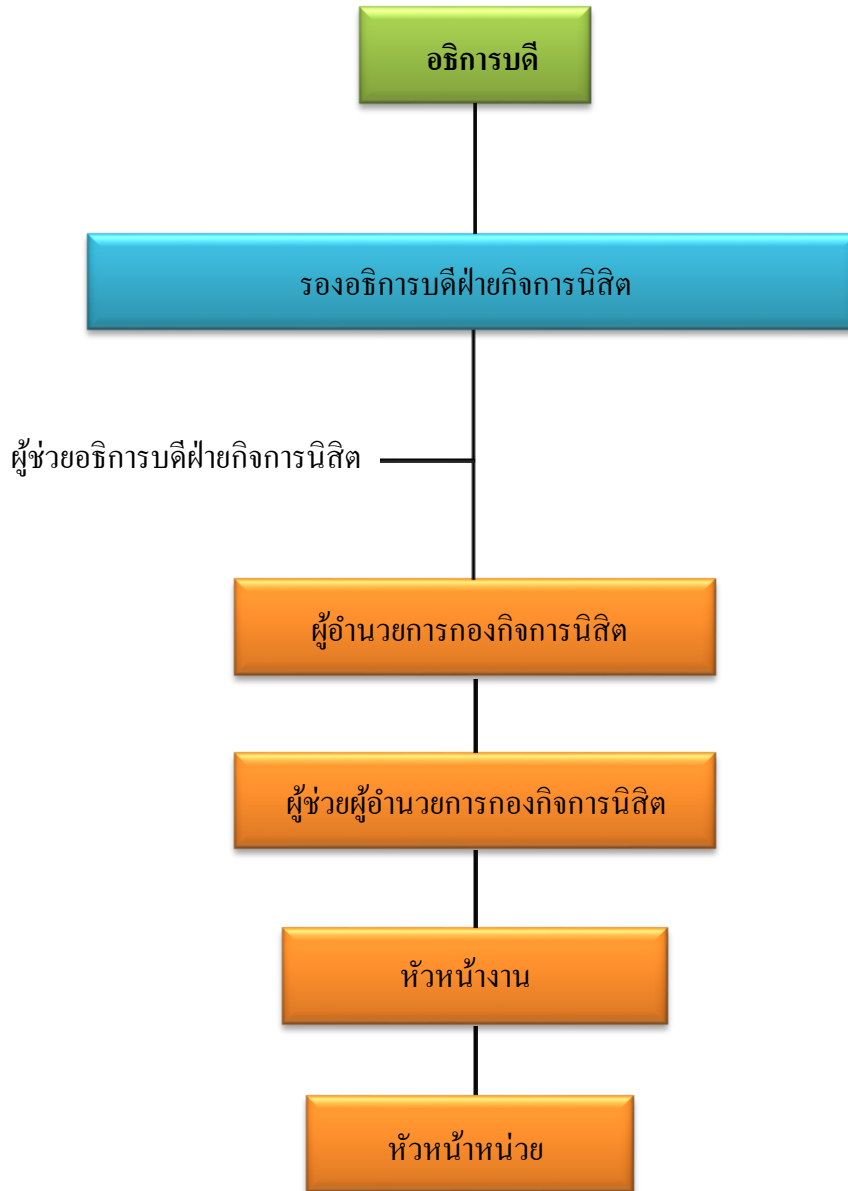 อธิการบดี
รองอธิการบดีฝ่ายกิจการนิสิต
ผู้ช่วยอธิการบดีฝ่ายกิจการนิสิต
ผู้อำนวยการกองกิจการนิสิต
ผู้ช่วยผู้อำนวยการกองกิจการนิสิต
หัวหน้างาน
หัวหน้าหน่วย